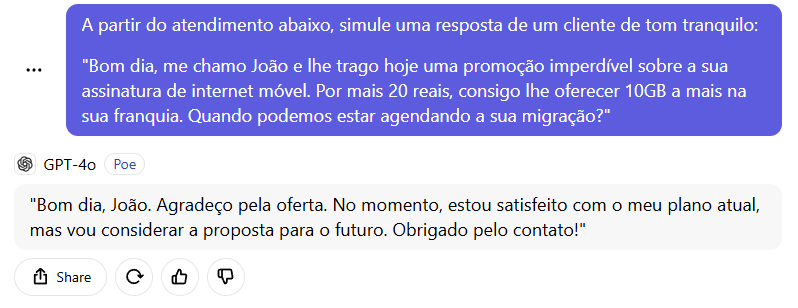 A partir do atendimento abaixo, simule uma resposta de um cliente de tom tranquilo:
"Bom dia, me chamo João e lhe trago hoje uma promoção imperdível sobre a sua
assinatura de internet móvel. Por mais 20 reais, consigo lhe oferecer 10GB a mais na
sua franquia. Quando podemos estar agendando a sua migração?"
GPT-4o Poe
"Bom dia, João. Agradeço pela oferta. No momento, estou satisfeito com o meu plano atual,
mas vou considerar a proposta para o futuro. Obrigado pelo contato!"
Share